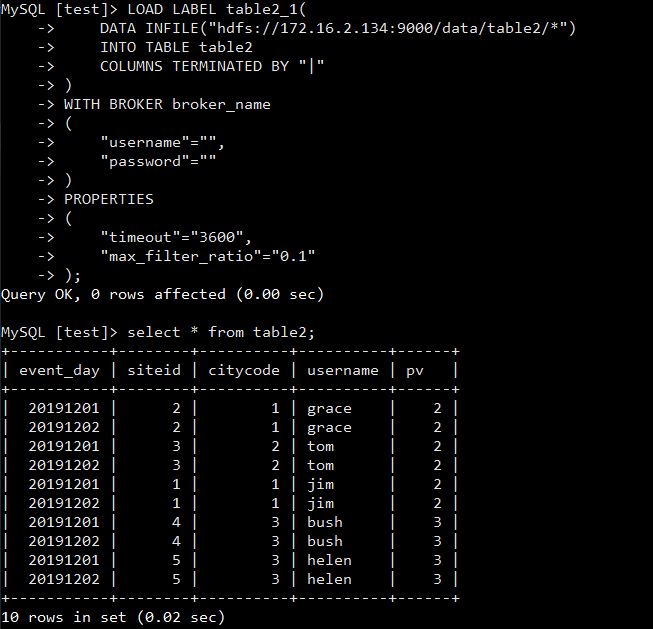 MySQL [test]> LOAD LABEL table2_1(
    ->     DATA INFILE("hdfs://172.16.2.134:9000/data/table2/*")
    ->     INTO TABLE table2
    ->     COLUMNS TERMINATED BY "|"
    -> )
    -> WITH BROKER broker_name
    -> (
    ->     "username"="",
    ->     "password"=""
    -> )
    -> PROPERTIES
    -> (
    ->     "timeout"="3600",
    ->     "max_filter_ratio"="0.1"
    -> );
Query OK, 0 rows affected (0.00 sec)

MySQL [test]> select * from table2;
+-----------+--------+----------+----------+------+
| event_day | siteid | citycode | username | pv   |
+-----------+--------+----------+----------+------+
|  20191201 |      2 |        1 | grace    |    2 |
|  20191202 |      2 |        1 | grace    |    2 |
|  20191201 |      3 |        2 | tom      |    2 |
|  20191202 |      3 |        2 | tom      |    2 |
|  20191201 |      1 |        1 | jim      |    2 |
|  20191202 |      1 |        1 | jim      |    2 |
|  20191201 |      4 |        3 | bush     |    3 |
|  20191202 |      4 |        3 | bush     |    3 |
|  20191201 |      5 |        3 | helen    |    3 |
|  20191202 |      5 |        3 | helen    |    3 |
+-----------+--------+----------+----------+------+
10 rows in set (0.02 sec)